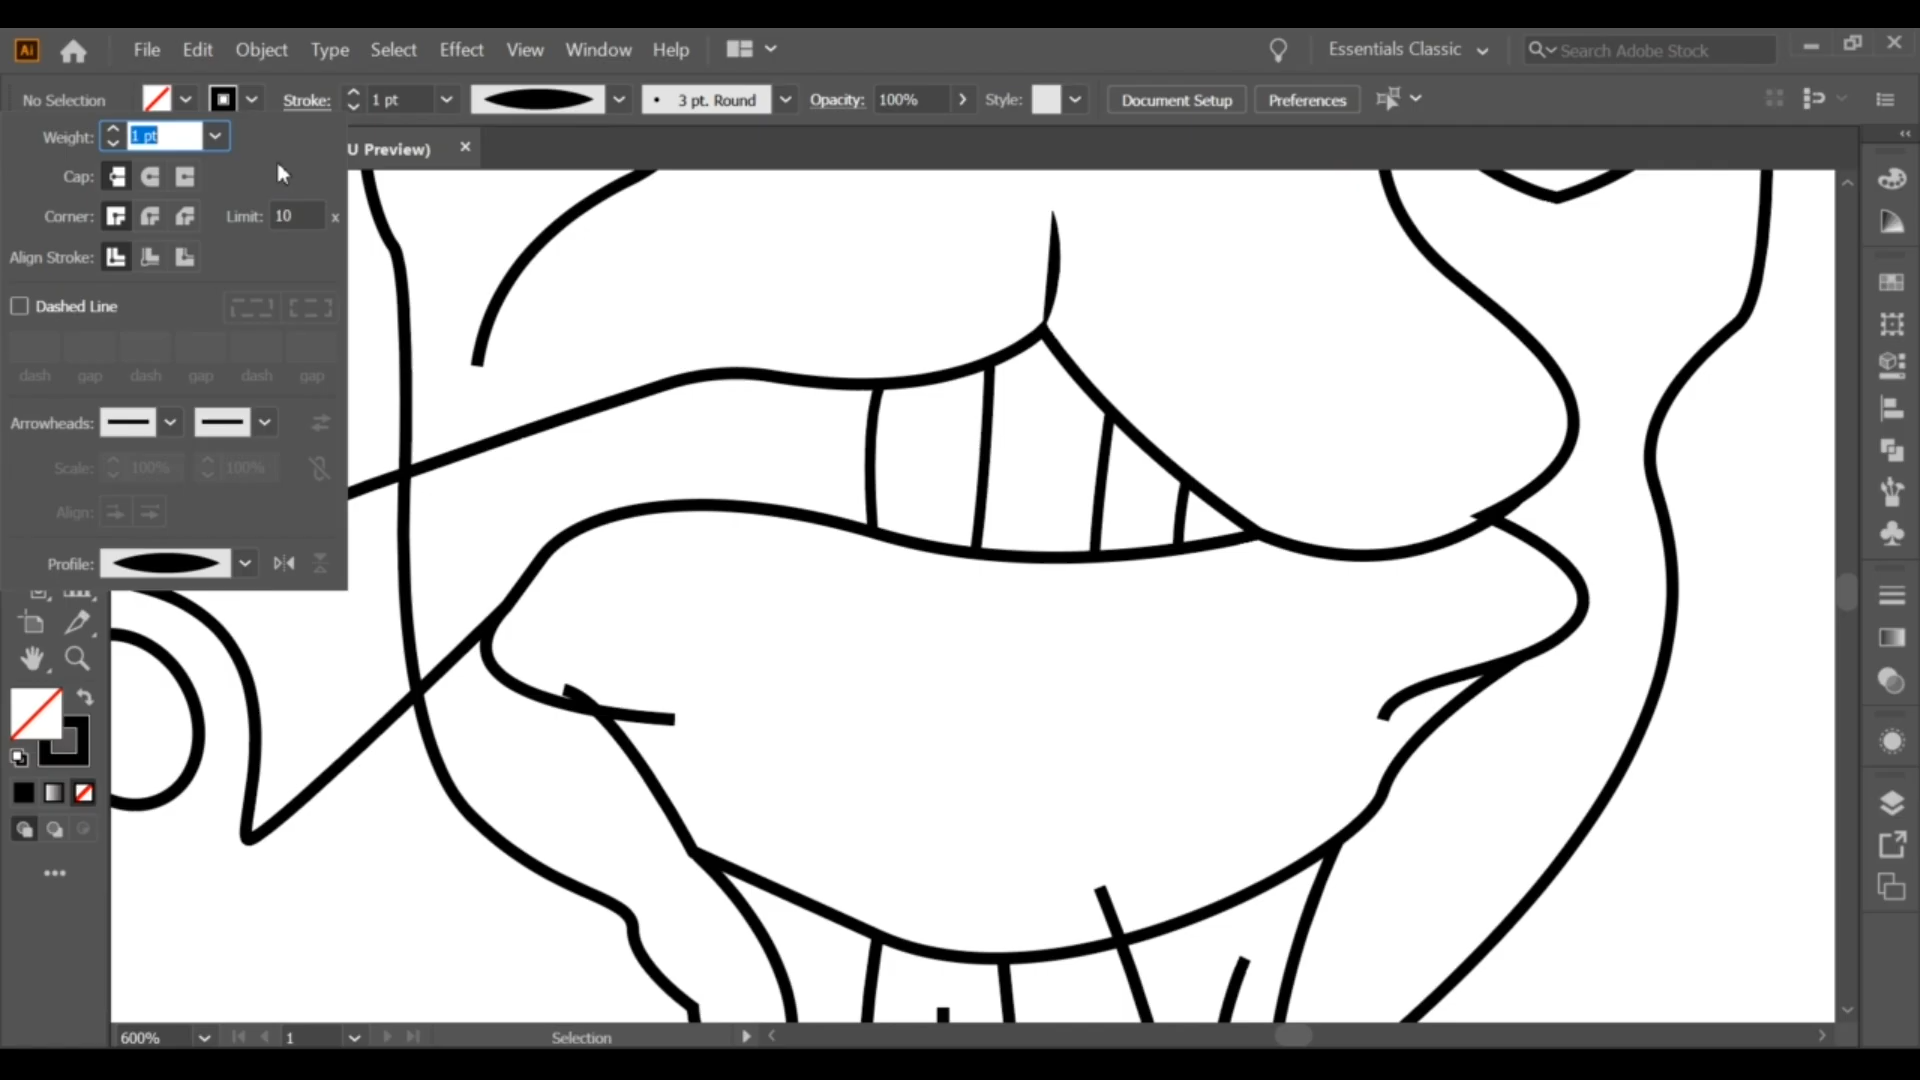 Ai File Edit Object Type Select Effect View Window Help Essentials Classic Search Adobe Stock
No Selection Stroke: 1 pt 3 pt. Round Opacity: 100% Style: Document Setup Preferences
U Preview) ×
Weight: 1 pt
Cap:
Corner: Limit: 10 x
Align Stroke:
Dashed Line
dash gap dash gap dash gap
Arrowheads:
Scale: 100% 100%
Align:
Profile:
600% 1 Selection